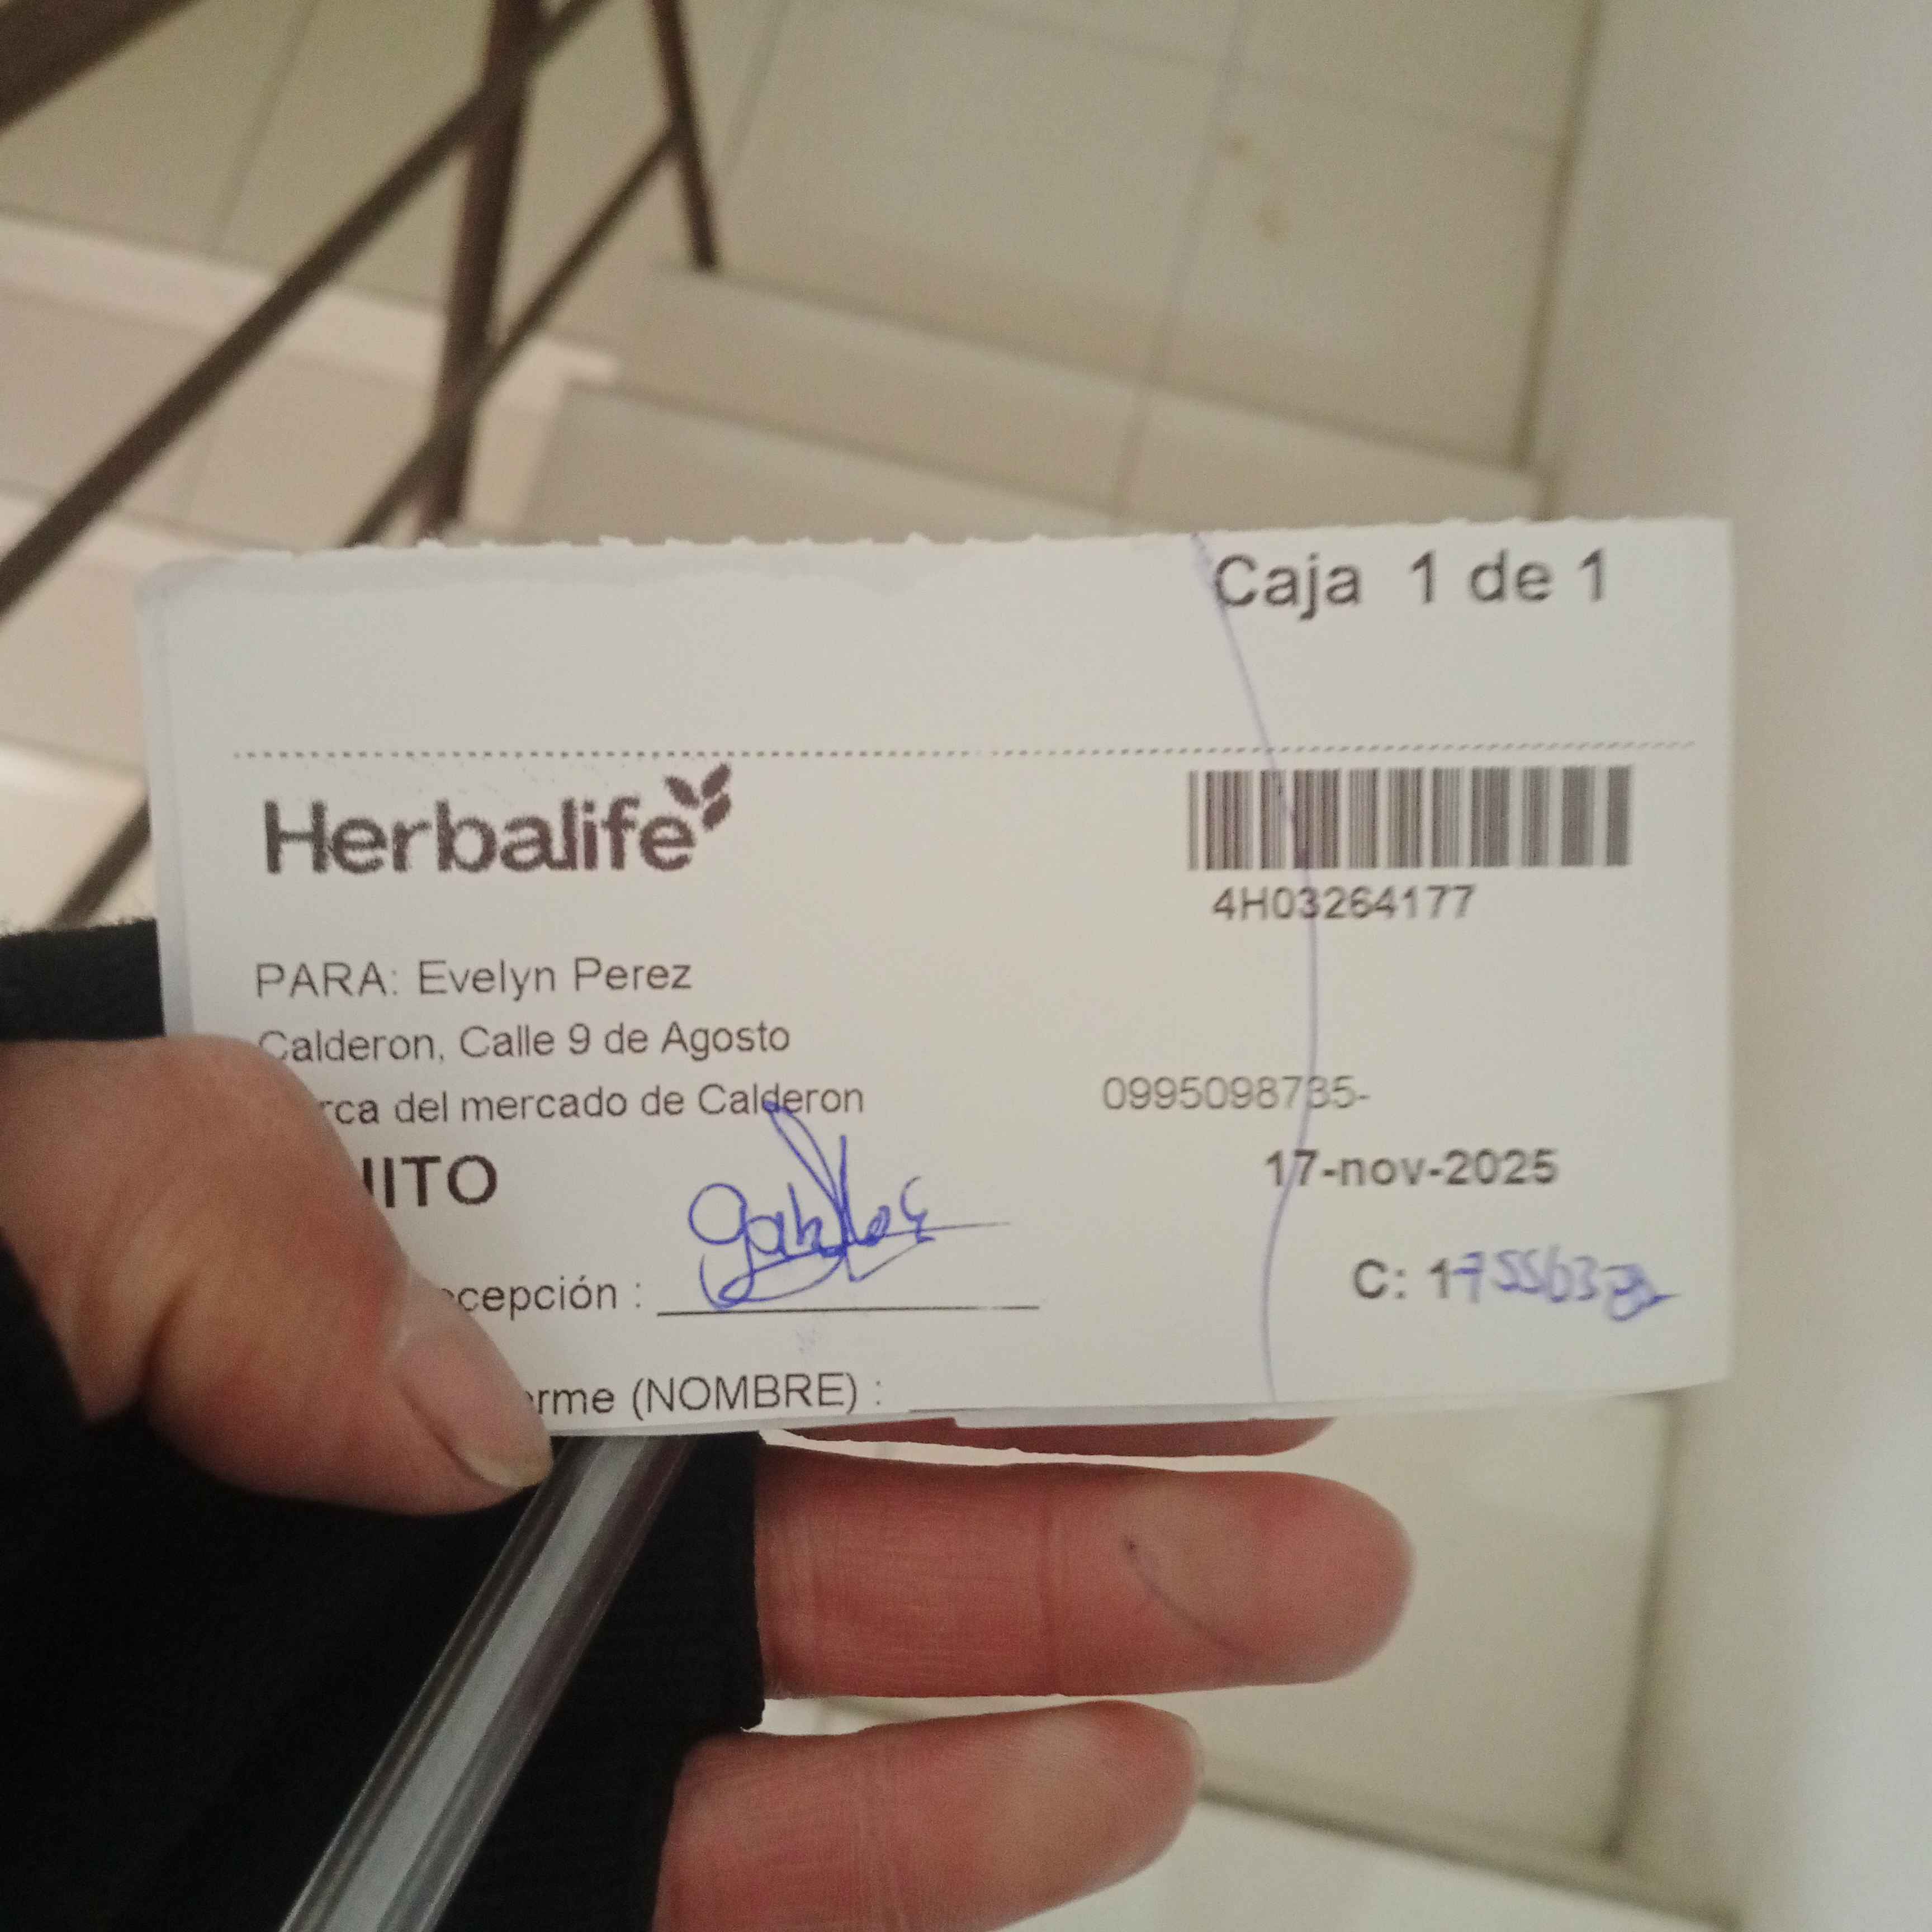 Caja 1 de 1
Herbalife
4H03264177
PARA: Evelyn Perez
Calderon, Calle 9 de Agosto
del mercado de Calderon
0995098735-
17-nov-2025
C:
(NOMBRE) :